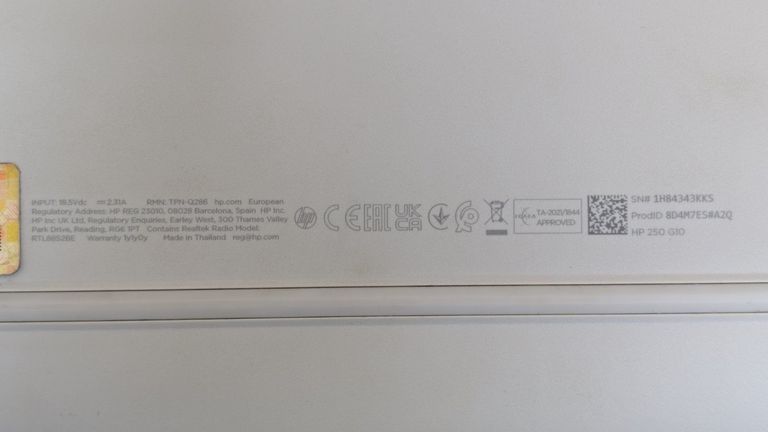 INPUT: 18.5Vdc ⎓ 2.31A RMN: TPN-Q286 hp.com European
Regulatory Address: HP REG 23010, 08028 Barcelona, Spain HP Inc.
HP Inc UK Ltd, Regulatory Enquiries, Earley West, 300 Thames Valley
Park Drive, Reading, RG6 1PT Contains Realtek Radio Model:
RTL8852BE Warranty 1y1y0y Made in Thailand reg@hp.com
hp
CE EAC UK CA
ICASA TA-2021/1844
APPROVED
SN# 1H84343KKS
ProdID 8D4M7ES#A2Q
HP 250 G10